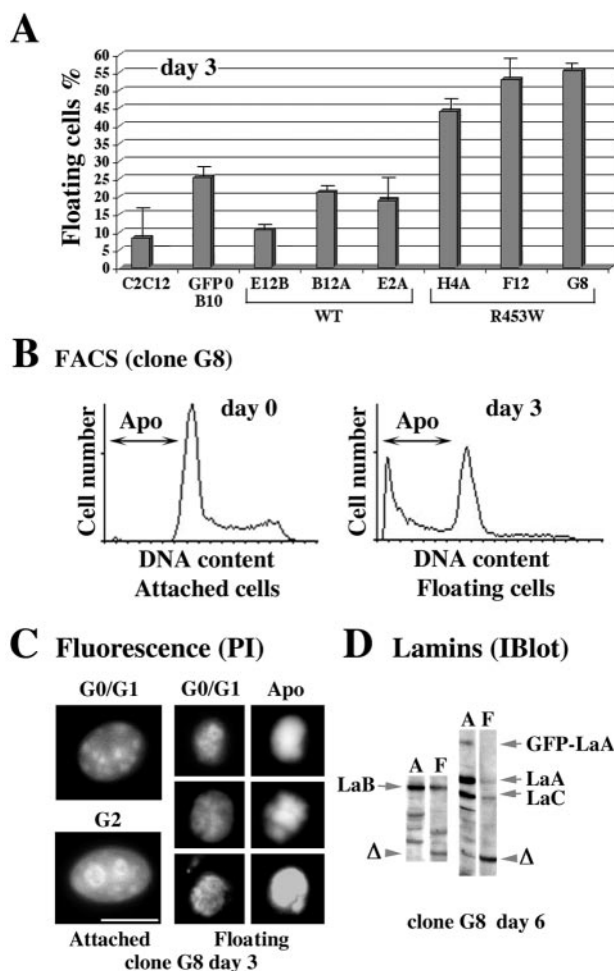 A
Floating cells %
60
55
50
45
40
35
30
25
20
15
10
5
0
day 3
C2C12 GFP 0 B10 E12B B12A E2A H4A F12 G8
WT R453W
B FACS (clone G8)
Cell number
Apo
day 0
DNA content
Attached cells
Cell number
Apo
day 3
DNA content
Floating cells
C Fluorescence (PI)
G0/G1 G0/G1 Apo
G2
Attached Floating
clone G8 day 3
D Lamins (IBlot)
A F A F
GFP-LaA
LaB LaA
LaC
Δ Δ
clone G8 day 6